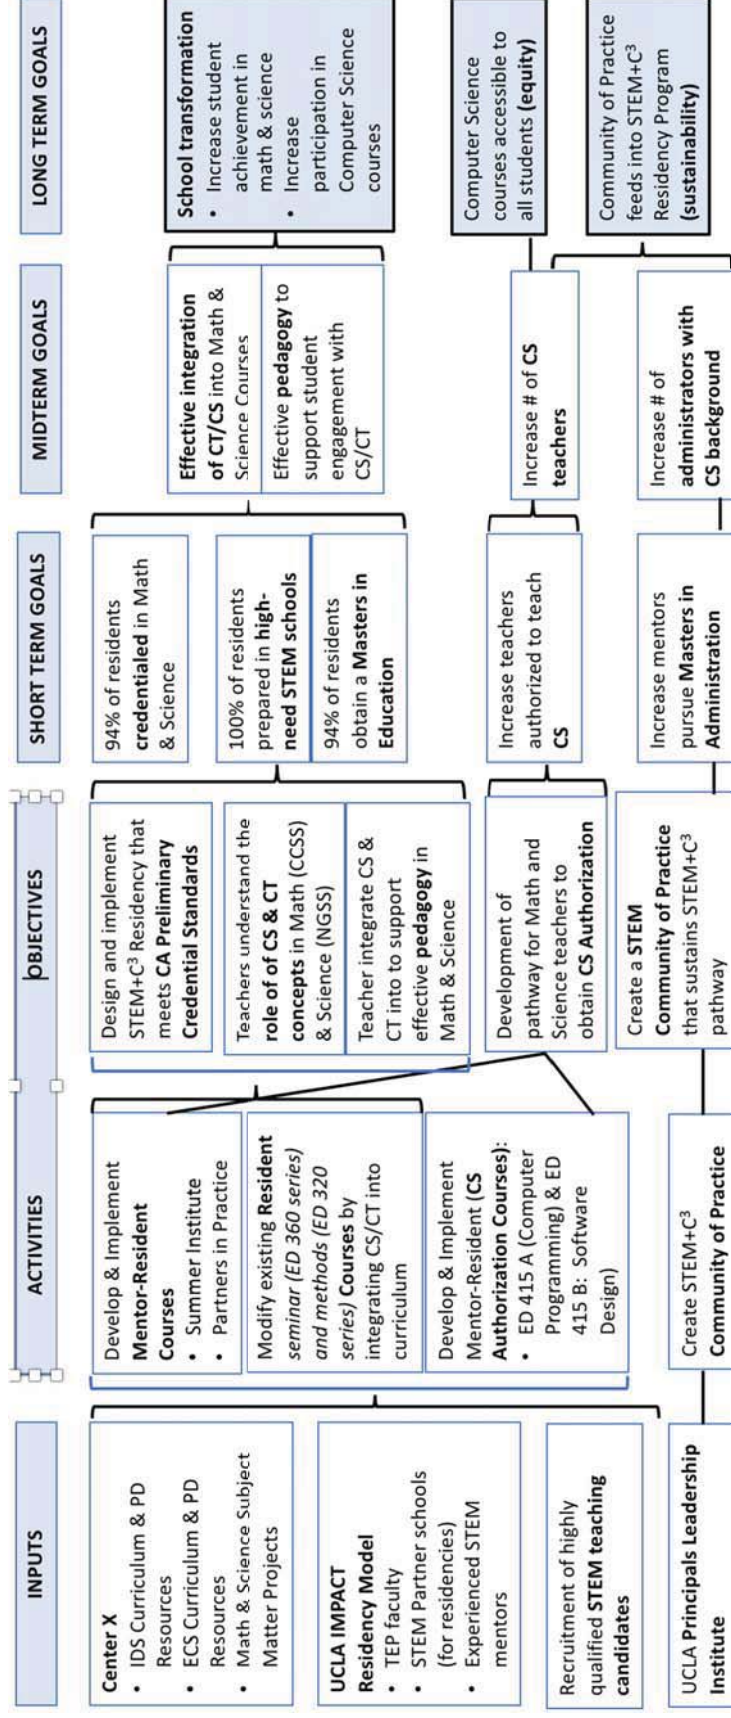 INPUTS
Center X
• IDS Curriculum & PD
Resources
• ECS Curriculum & PD
Resources
• Math & Science Subject
Matter Projects
UCLA IMPACT
Residency Model
• TEP faculty
• STEM Partner schools
(for residencies)
• Experienced STEM
mentors
Recruitment of highly
qualified STEM teaching
candidates
UCLA Principals Leadership
Institute
ACTIVITIES
Develop & Implement
Mentor-Resident
Courses
• Summer Institute
• Partners in Practice
Modify existing Resident
seminar (ED 360 series)
and methods (ED 320
series) Courses by
integrating CS/CT into
curriculum
Develop & Implement
Mentor-Resident (CS
Authorization Courses):
• ED 415 A (Computer
Programming) & ED
415 B: Software
Design)
Create STEM+C³
Community of Practice
OBJECTIVES
Design and implement
STEM+C³ Residency that
meets CA Preliminary
Credential Standards
Teachers understand the
role of of CS & CT
concepts in Math (CCSS)
& Science (NGSS)
Teacher integrate CS &
CT into to support
effective pedagogy in
Math & Science
Development of
pathway for Math and
Science teachers to
obtain CS Authorization
Create a STEM
Community of Practice
that sustains STEM+C³
pathway
SHORT TERM GOALS
94% of residents
credentialed in Math
& Science
100% of residents
prepared in high-
need STEM schools
94% of residents
obtain a Masters in
Education
Increase teachers
authorized to teach
CS
Increase mentors
pursue Masters in
Administration
MIDTERM GOALS
Effective integration
of CT/CS into Math &
Science Courses
Effective pedagogy to
support student
engagement with
CS/CT
Increase # of CS
teachers
Increase # of
administrators with
CS background
LONG TERM GOALS
School transformation
• Increase student
achievement in
math & science
• Increase
participation in
Computer Science
courses
Computer Science
courses accessible to
all students (equity)
Community of Practice
feeds into STEM+C³
Residency Program
(sustainability)